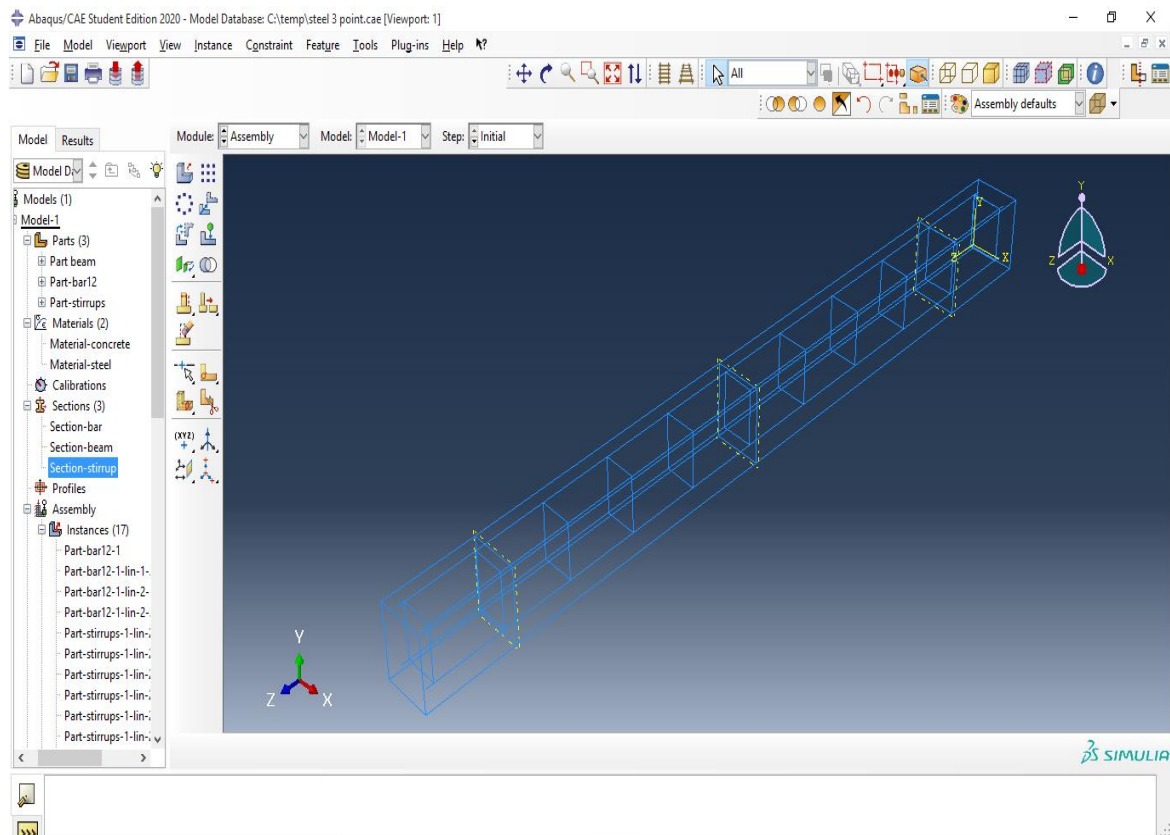 Abaqus/CAE Student Edition 2020 - Model Database: C:\temp\steel 3 point.cae [Viewport: 1]
File Model Viewport View Instance Constraint Feature Tools Plug-ins Help
All
Assembly defaults
Model Results
Module: Assembly Model: Model-1 Step: Initial
Model D
Models (1)
Model-1
Parts (3)
Part beam
Part-bar12
Part-stirrups
Materials (2)
Material-concrete
Material-steel
Calibrations
Sections (3)
Section-bar
Section-beam
Section-stirrup
Profiles
Assembly
Instances (17)
Part-bar12-1
Part-bar12-1-lin-1-
Part-bar12-1-lin-2-
Part-bar12-1-lin-2-
Part-stirrups-1-lin-
Part-stirrups-1-lin-
Part-stirrups-1-lin-
Part-stirrups-1-lin-
Part-stirrups-1-lin-
Part-stirrups-1-lin-
(XYZ)
Y
Z X
Y
Z X
Y
Z X
SIMULIA